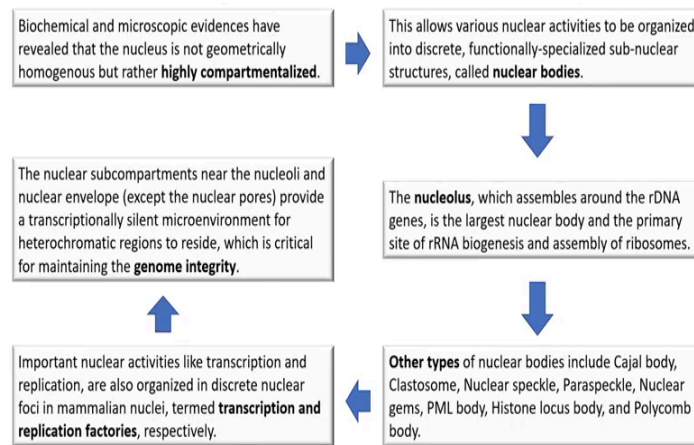 Biochemical and microscopic evidences have
revealed that the nucleus is not geometrically
homogenous but rather highly compartmentalized.
This allows various nuclear activities to be organized
into discrete, functionally-specialized sub-nuclear
structures, called nuclear bodies.
The nucleolus, which assembles around the rDNA
genes, is the largest nuclear body and the primary
site of rRNA biogenesis and assembly of ribosomes.
Other types of nuclear bodies include Cajal body,
Clastosome, Nuclear speckle, Paraspeckle, Nuclear
gems, PML body, Histone locus body, and Polycomb
body.
Important nuclear activities like transcription and
replication, are also organized in discrete nuclear
foci in mammalian nuclei, termed transcription and
replication factories, respectively.
The nuclear subcompartments near the nucleoli and
nuclear envelope (except the nuclear pores) provide
a transcriptionally silent microenvironment for
heterochromatic regions to reside, which is critical
for maintaining the genome integrity.